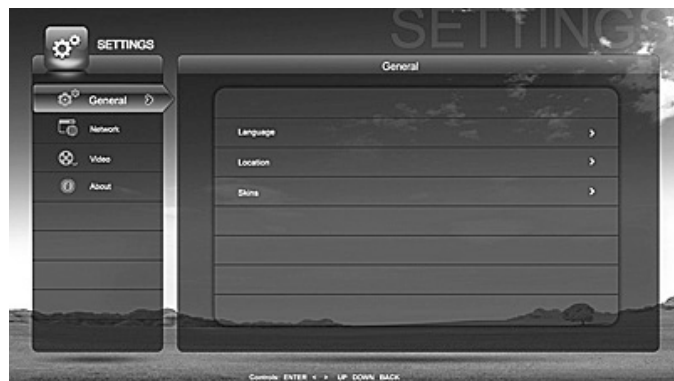 SETTINGS
SETTINGS
General
General
Network
Video
About
Language
Location
Skins
Controls: ENTER < > UP DOWN BACK